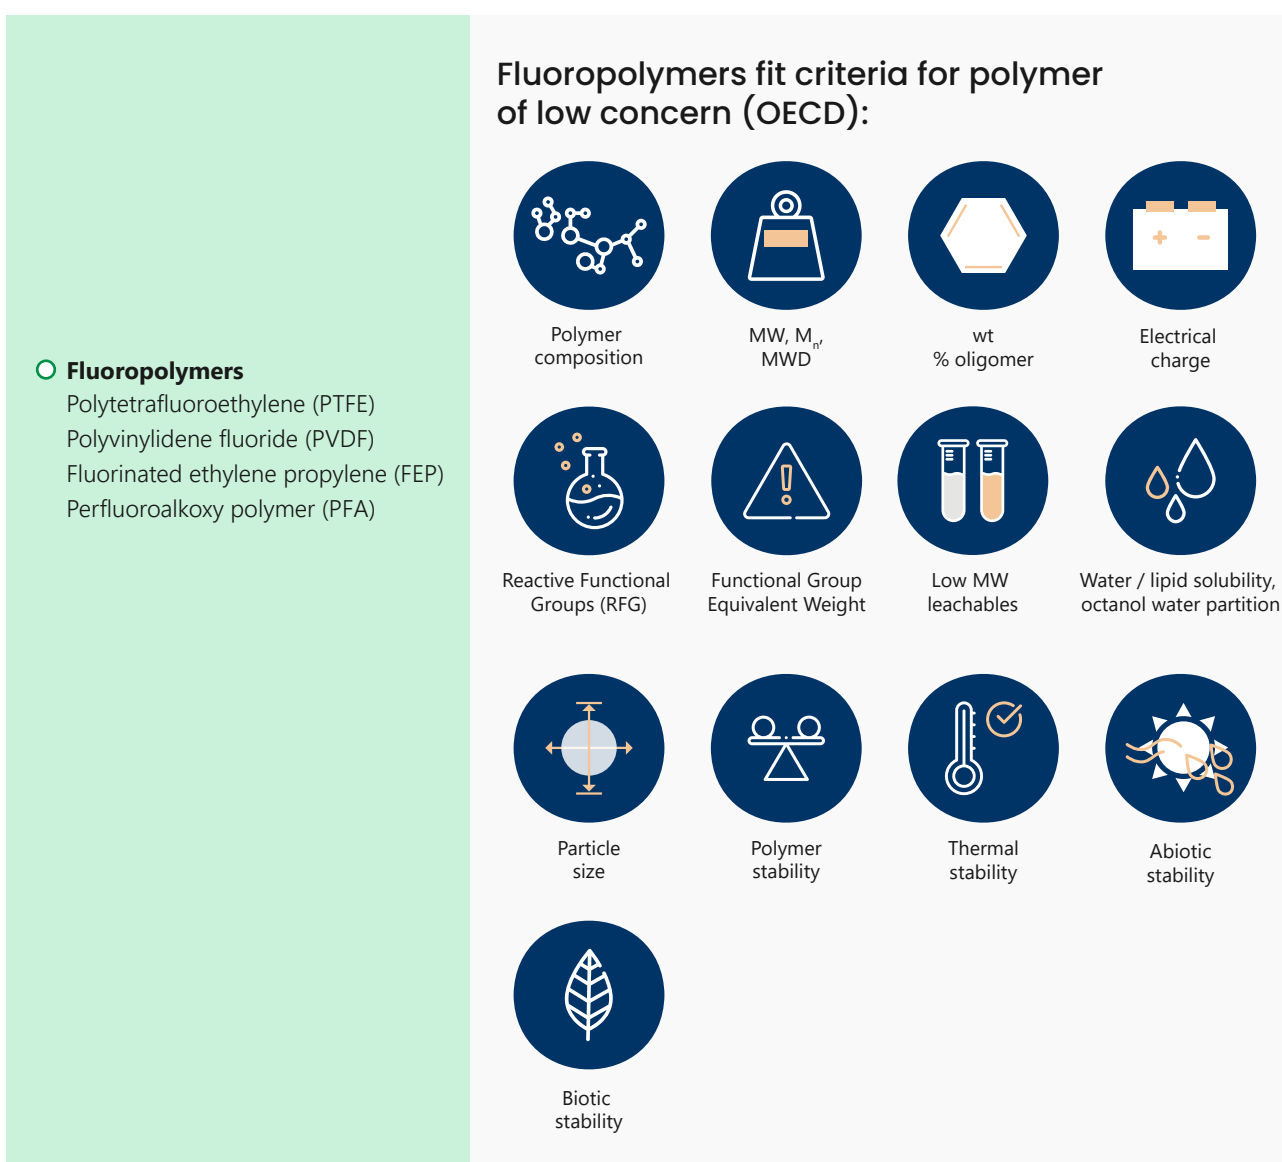 Fluoropolymers fit criteria for polymer
of low concern (OECD):
Fluoropolymers
Polytetrafluoroethylene (PTFE)
Polyvinylidene fluoride (PVDF)
Fluorinated ethylene propylene (FEP)
Perfluoroalkoxy polymer (PFA)
Polymer
composition
MW, Mn,
MWD
wt
% oligomer
Electrical
charge
+ -
Reactive Functional
Groups (RFG)
Functional Group
Equivalent Weight
Low MW
leachables
Water / lipid solubility,
octanol water partition
Particle
size
Polymer
stability
Thermal
stability
Abiotic
stability
Biotic
stability